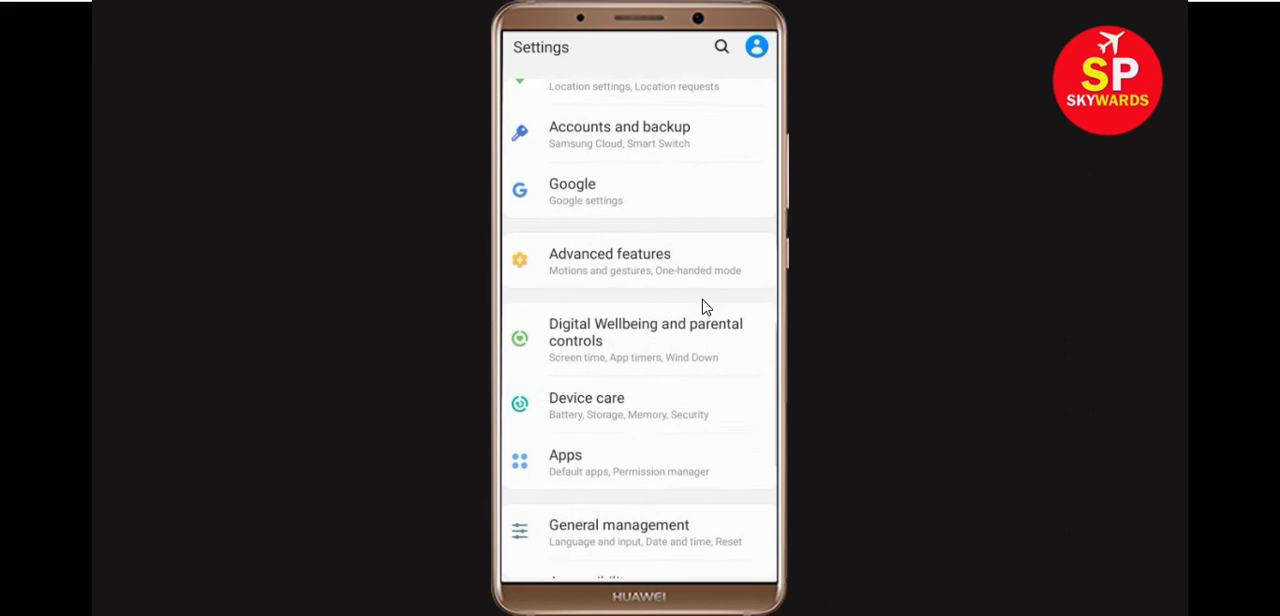 Settings
Location settings, Location requests
Accounts and backup
Samsung Cloud, Smart Switch
Google
Google settings
Advanced features
Motions and gestures, One-handed mode
Digital Wellbeing and parental
controls
Screen time, App timers, Wind Down
Device care
Battery, Storage, Memory, Security
Apps
Default apps, Permission manager
General management
Language and input, Date and time, Reset
HUAWEI
SP
SKYWARDS